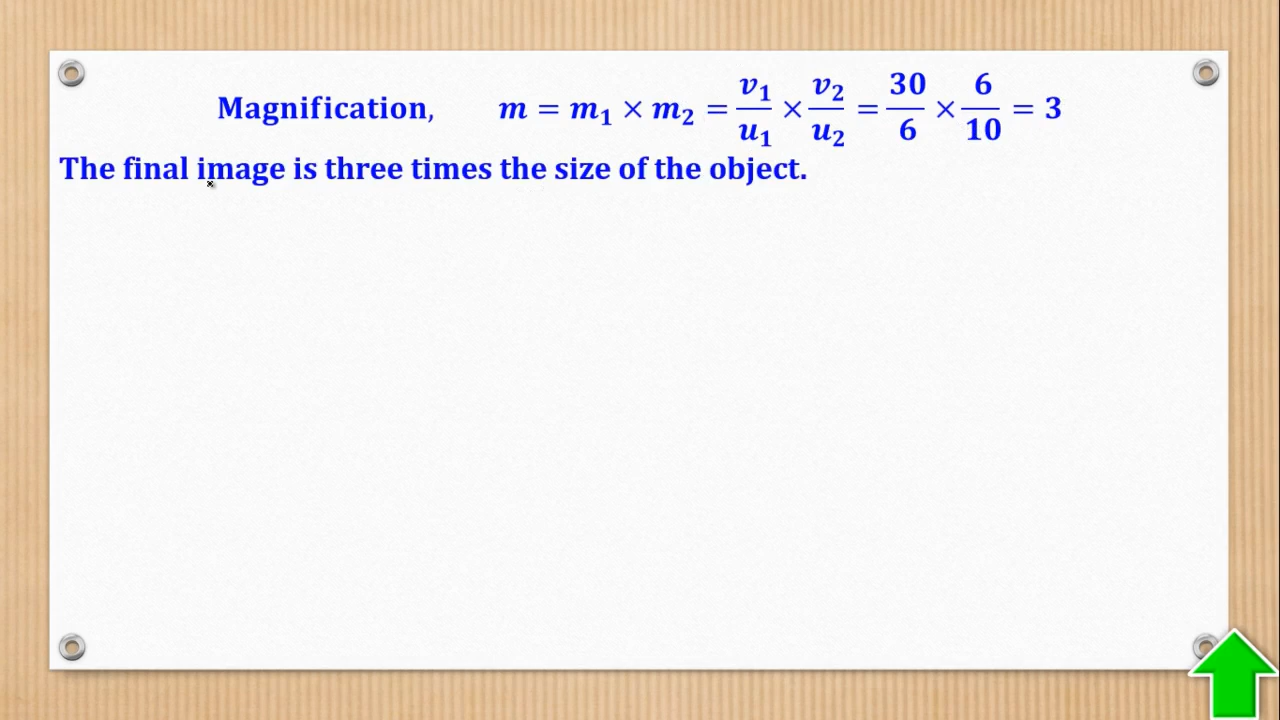 Magnification, m = m₁ × m₂ = v₁/u₁ × v₂/u₂ = 30/6 × 6/10 = 3
The final image is three times the size of the object.